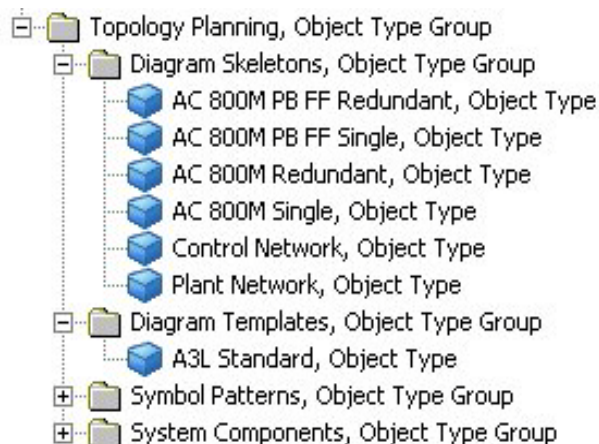 Topology Planning, Object Type Group
Diagram Skeletons, Object Type Group
AC 800M PB FF Redundant, Object Type
AC 800M PB FF Single, Object Type
AC 800M Redundant, Object Type
AC 800M Single, Object Type
Control Network, Object Type
Plant Network, Object Type
Diagram Templates, Object Type Group
A3L Standard, Object Type
Symbol Patterns, Object Type Group
System Components, Object Type Group